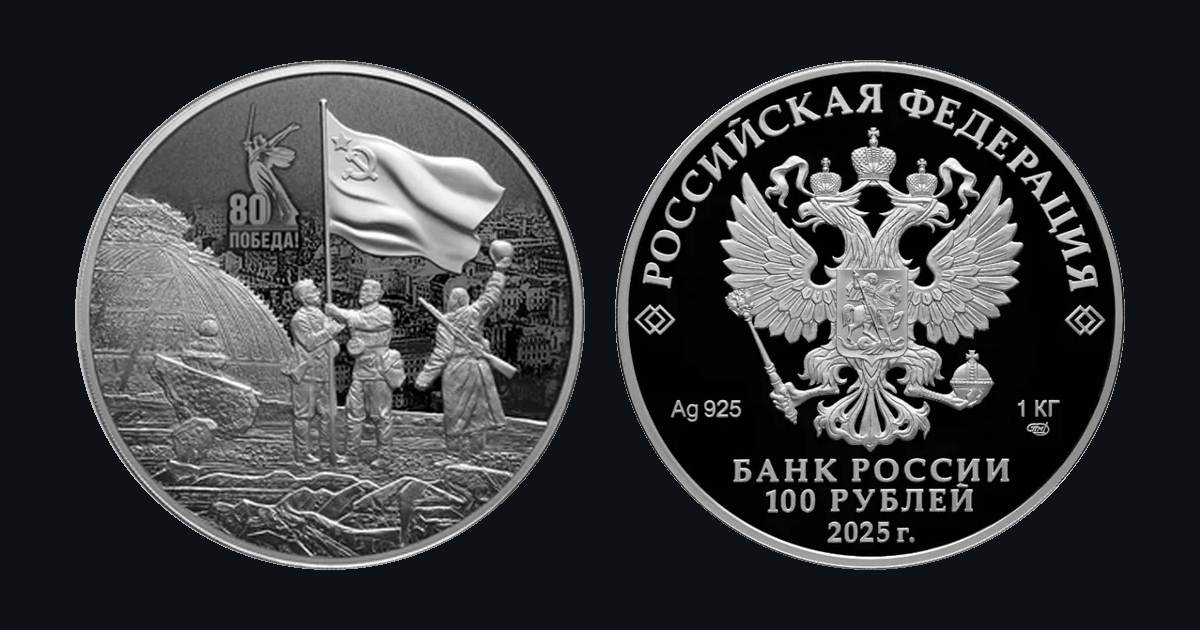 80
ПОБЕДА!
РОССИЙСКАЯ ФЕДЕРАЦИЯ
Ag 925
1 КГ
БАНК РОССИИ
100 РУБЛЕЙ
2025 г.